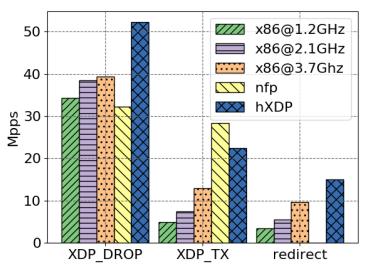 50
40
30
20
10
0
Mpps
x86@1.2GHz
x86@2.1GHz
x86@3.7Ghz
nfp
hXDP
XDP_DROP XDP_TX redirect